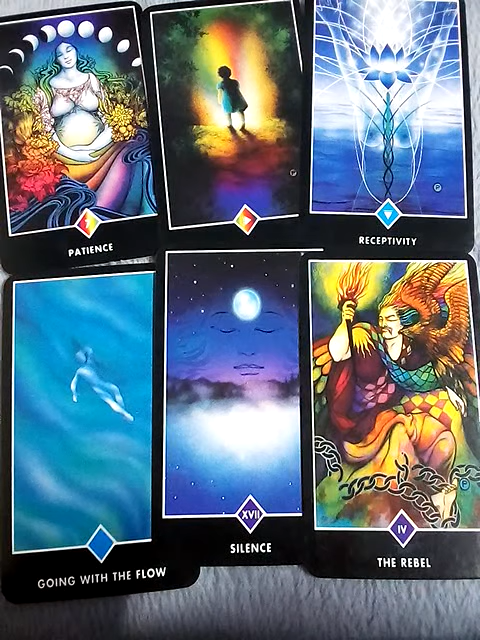 PATIENCE
RECEPTIVITY
XVII
IV
GOING WITH THE FLOW
SILENCE
THE REBEL